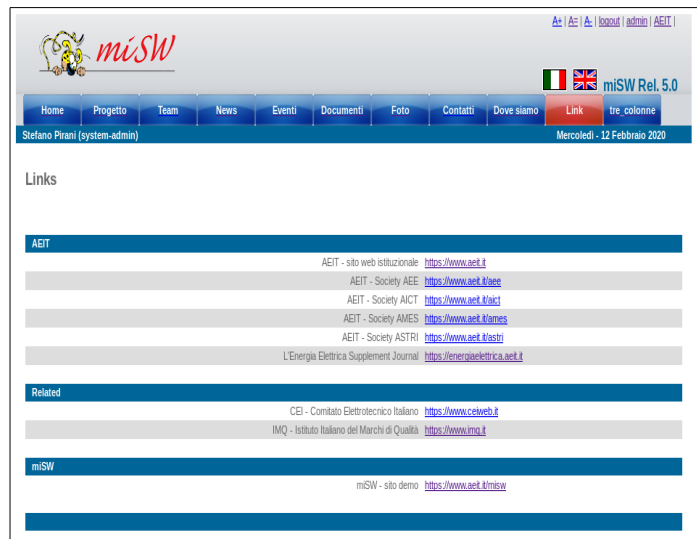 A+ | A= | A- | logout | admin | AEIT |
miSW
miSW Rel. 5.0
Home Progetto Team News Eventi Documenti Foto Contatti Dove siamo Link tre_colonne
Stefano Pirani (system-admin) Mercoledì - 12 Febbraio 2020
Links
AEIT
AEIT - sito web istituzionale https://www.aeit.it
AEIT - Society AEE https://www.aeit.it/aee
AEIT - Society AICT https://www.aeit.it/aict
AEIT - Society AMES https://www.aeit.it/ames
AEIT - Society ASTRI https://www.aeit.it/astri
L'Energia Elettrica Supplement Journal https://energiaelettrica.aeit.it
Related
CEI - Comitato Elettrotecnico Italiano https://www.ceiweb.it
IMQ - Istituto Italiano del Marchi di Qualità https://www.imq.it
miSW
miSW - sito demo https://www.aeit.it/misw